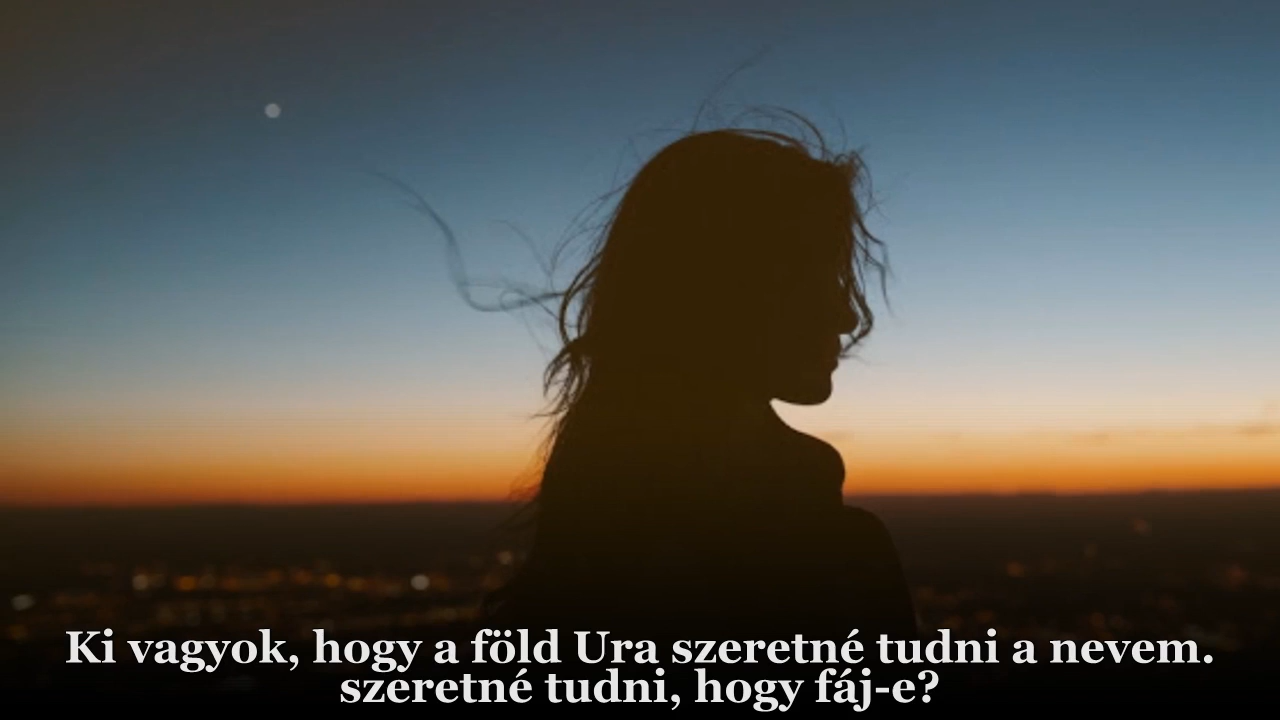 Ki vagyok, hogy a föld Ura szeretné tudni a nevem.
szeretné tudni, hogy fáj-e?